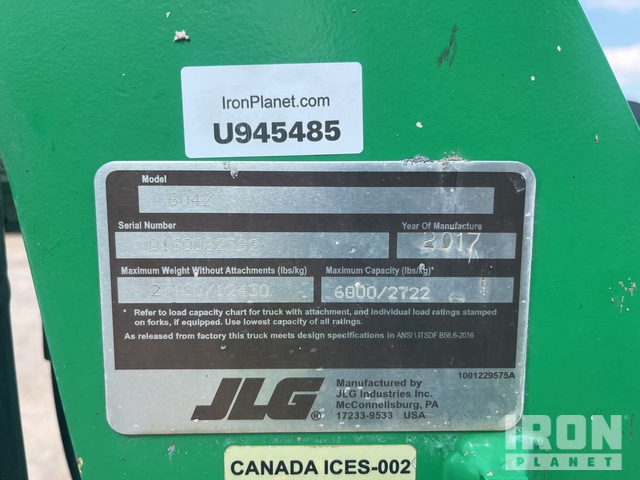 IronPlanet.com
U945485
Model
6042
Serial Number
Year Of Manufacture
2017
Maximum Weight Without Attachments (lbs/kg)
Maximum Capacity (lbs/kg)*
27400/12430
6000/2722
* Refer to load capacity chart for truck with attachment, and individual load ratings stamped
on forks, if equipped. Use lowest capacity of all ratings.
As released from factory this truck meets design specifications in ANSI \ ITSDF B56.6-2016
1001229575A
JLG®
Manufactured by
JLG Industries Inc.
McConnellsburg, PA
17233-9533 USA
CANADA ICES-002
IRON
PLANET